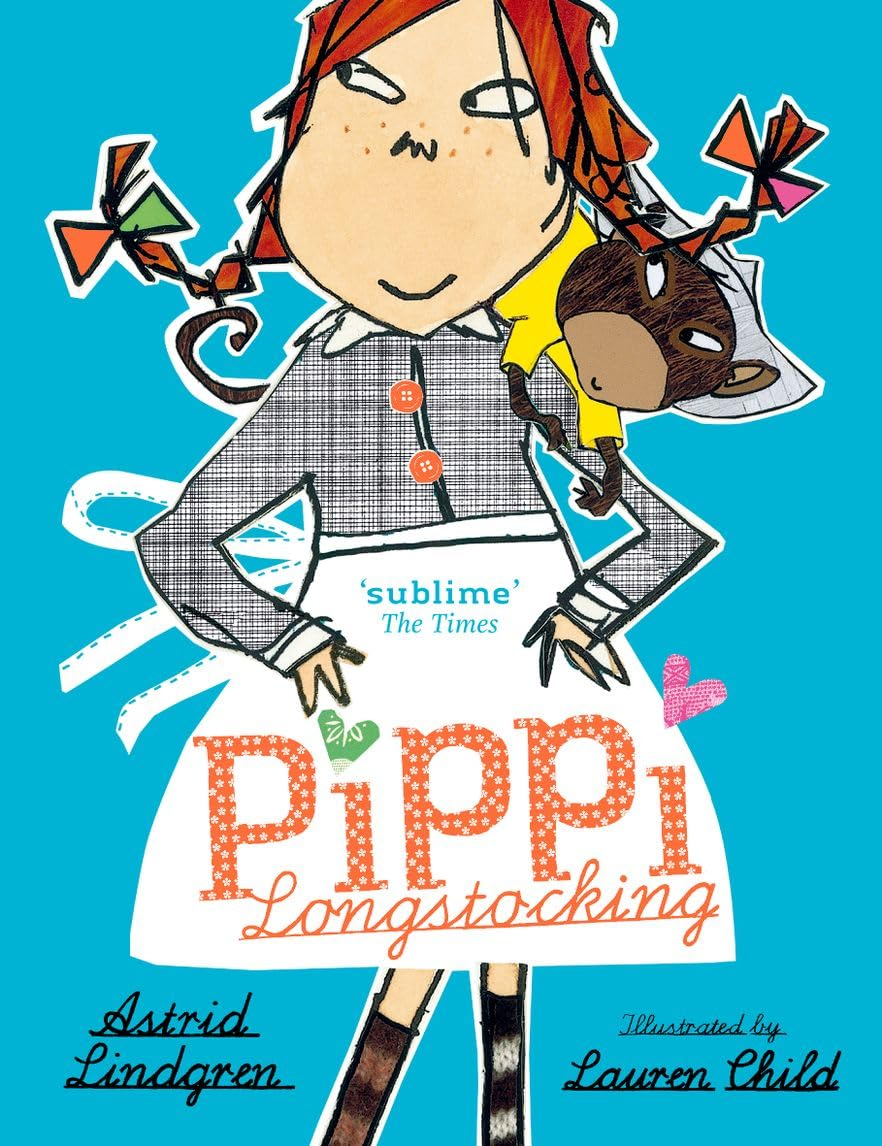 ‘sublime’
The Times
Pippi
Longstocking
Astrid
Lindgren
Illustrated by
Lauren Child